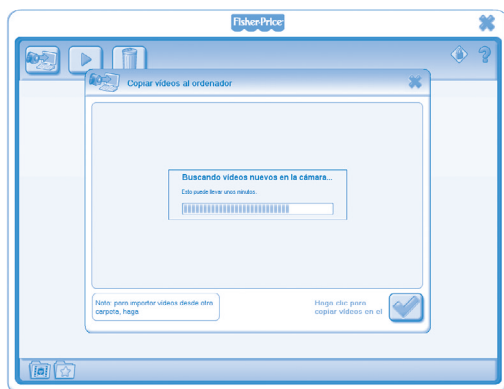 Fisher-Price
Copiar vídeos al ordenador
Buscando vídeos nuevos en la cámara...
Esto puede llevar unos minutos.
Nota: para importar vídeos desde otra
carpeta, haga
Haga clic para
copiar vídeos en el